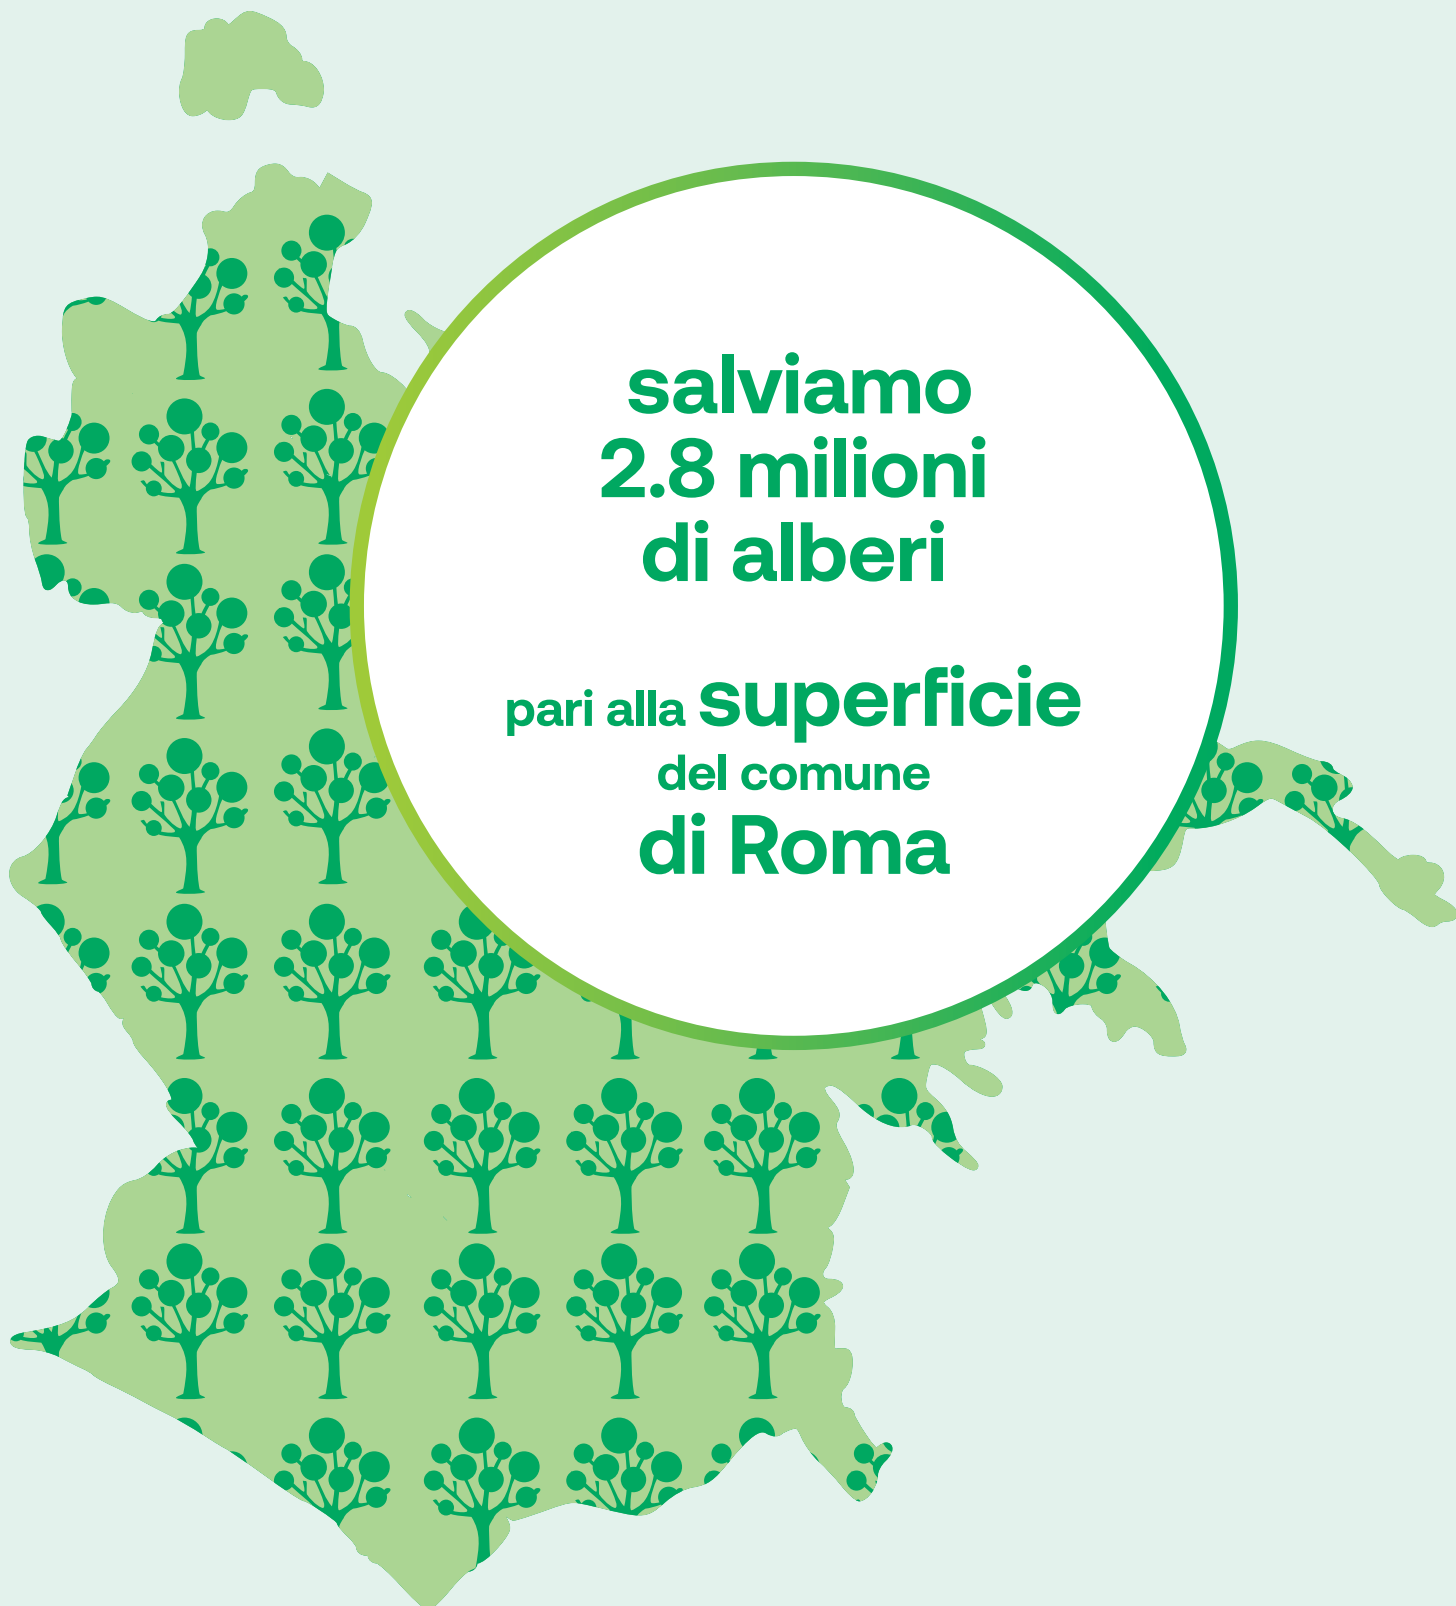 salviamo
2.8 milioni
di alberi
pari alla superficie
del comune
di Roma